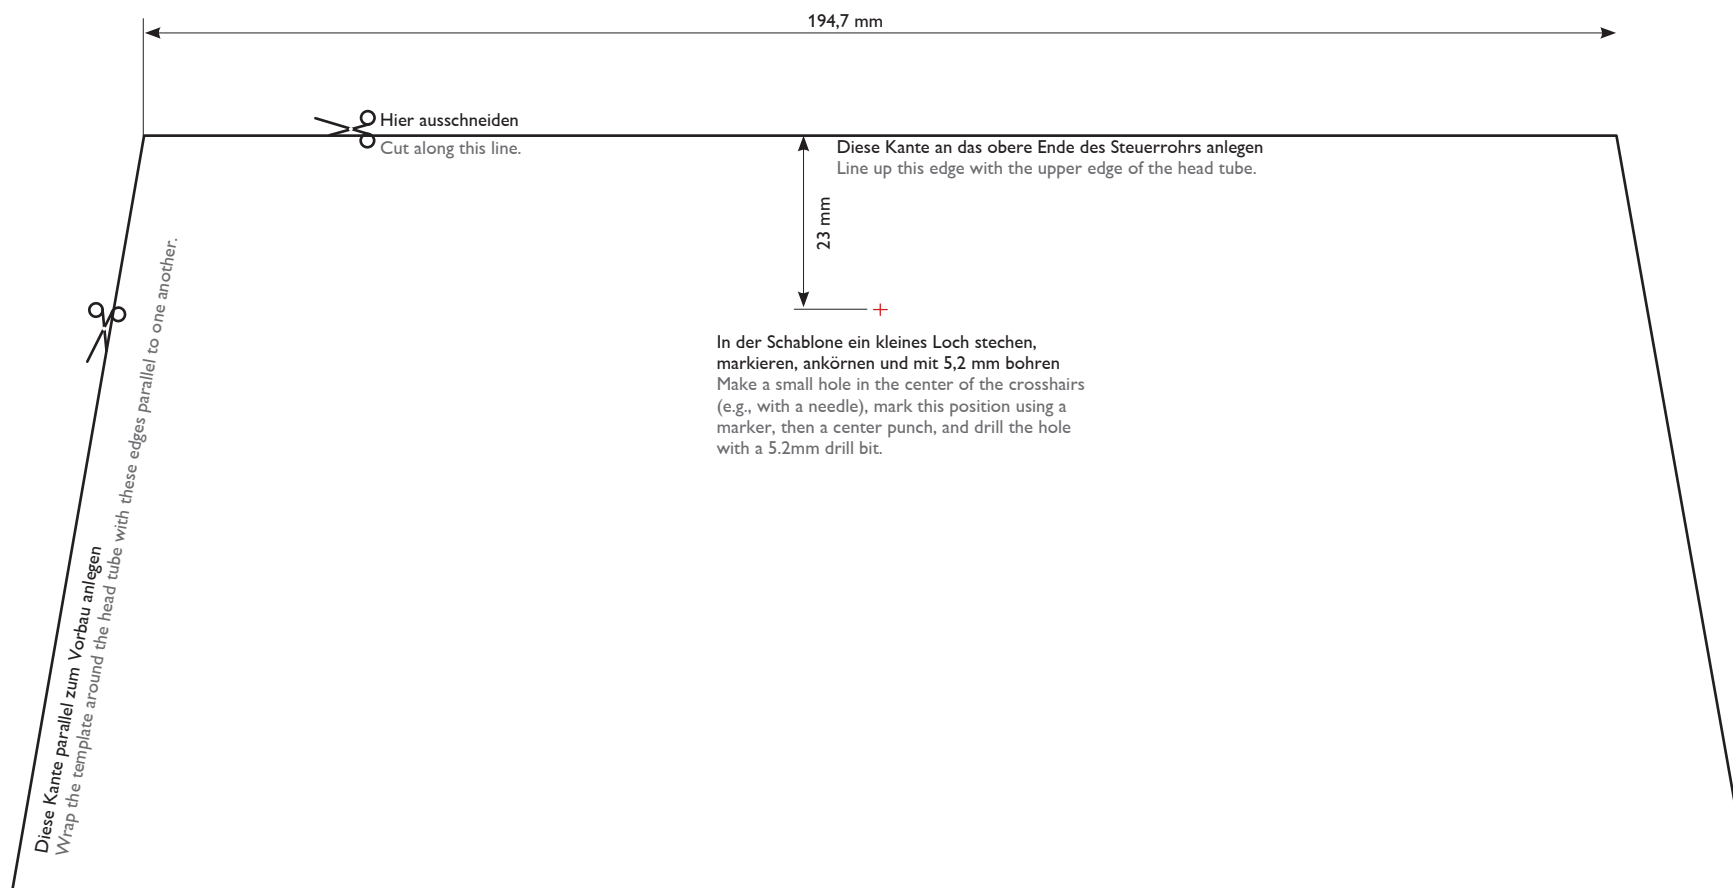 194,7 mm
Hier ausschneiden
Cut along this line.
Diese Kante an das obere Ende des Steuerrohrs anlegen
Line up this edge with the upper edge of the head tube.
23 mm
In der Schablone ein kleines Loch stechen,
markieren, ankörnen und mit 5,2 mm bohren
Make a small hole in the center of the crosshairs
(e.g., with a needle), mark this position using a
marker, then a center punch, and drill the hole
with a 5.2mm drill bit.
Diese Kante parallel zum Vorbau anlegen
Wrap the template around the head tube with these edges parallel to one another.